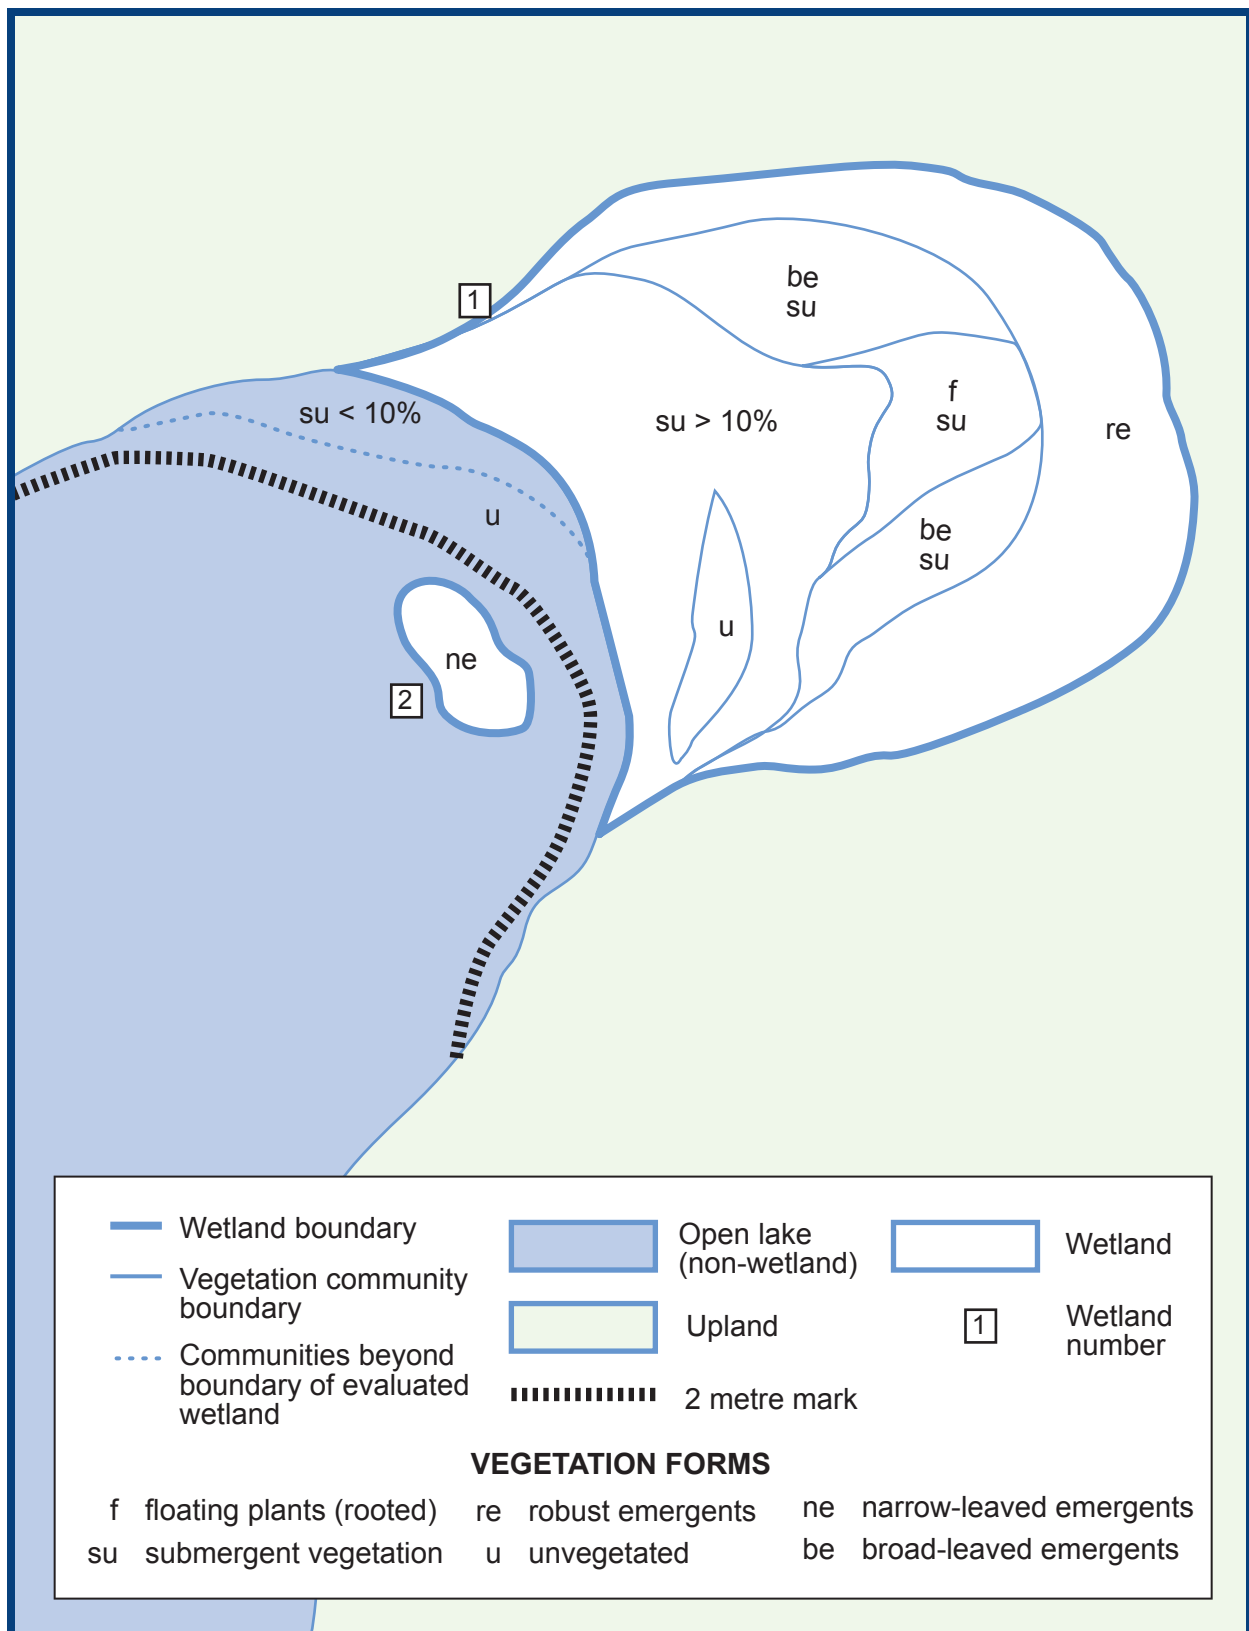 be
su
1
f
su
su < 10%
su > 10%
re
u
be
su
u
ne
2
Wetland boundary
Vegetation community
boundary
Communities beyond
boundary of evaluated
wetland
Open lake
(non-wetland)
Upland
2 metre mark
Wetland
1
Wetland
number
VEGETATION FORMS
f floating plants (rooted)
re robust emergents
ne narrow-leaved emergents
su submergent vegetation
u unvegetated
be broad-leaved emergents